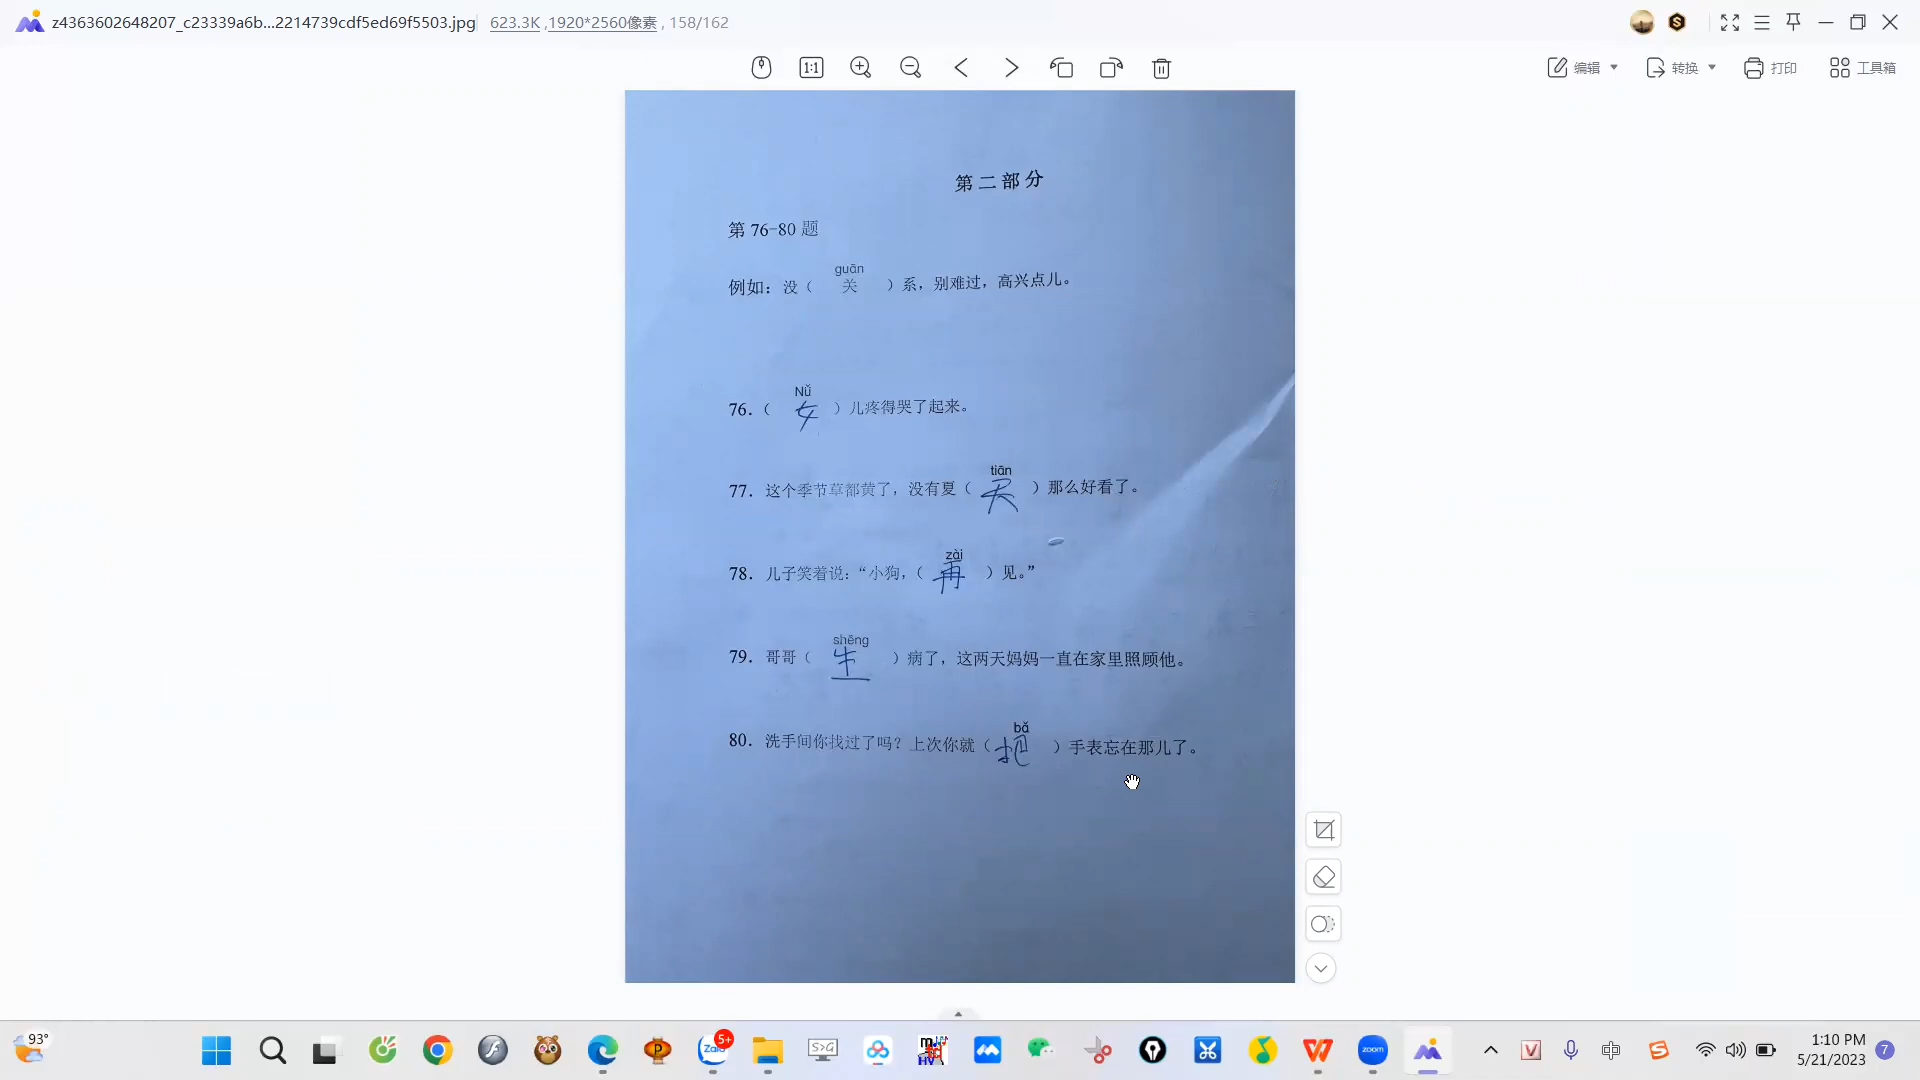 z4363602648207_c23339a6b...2214739cdf5ed69f5503.jpg 623.3K ,1920*2560像素 , 158/162
1:1 编辑 转换 打印 工具箱
第二部分
第 76-80 题
guān
例如：没（ 关 ）系，别难过，高兴点儿。
Nǚ
76.（ 女 ）儿疼得哭了起来。
tiān
77. 这个季节草都黄了，没有夏（ 天 ）那么好看了。
zài
78. 儿子笑着说：“小狗，（ 再 ）见。”
shēng
79. 哥哥（ 生 ）病了，这两天妈妈一直在家里照顾他。
bǎ
80. 洗手间你找过了吗？上次你就（ 把 ）手表忘在那儿了。
93°
5+
Zalo
S>G
zoom
中
1:10 PM
5/21/2023
7